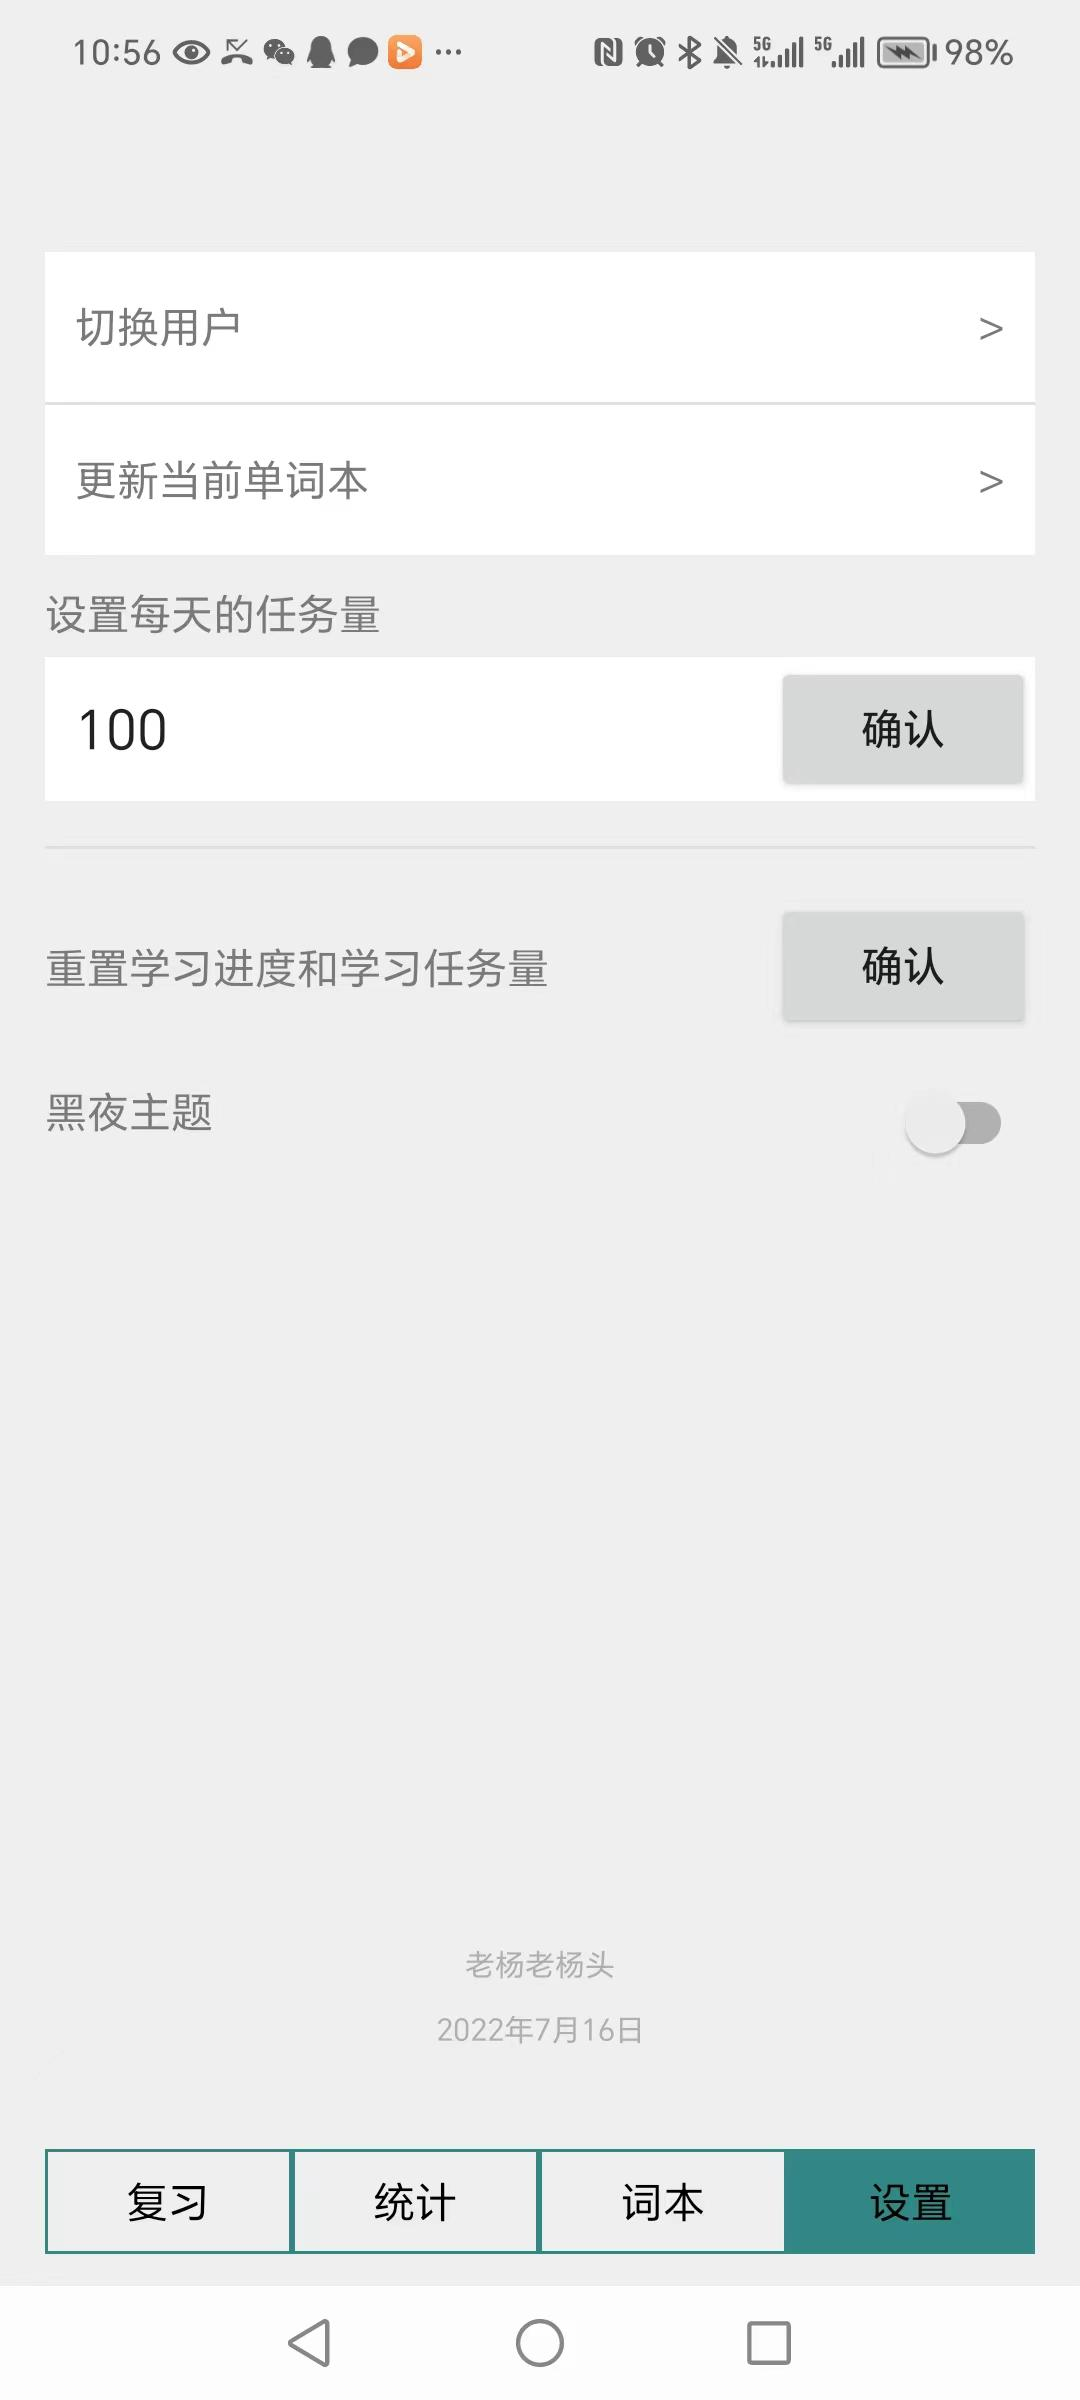 10:56 5G 5G 98%
切换用户 >
更新当前单词本 >
设置每天的任务量
100 确认
重置学习进度和学习任务量 确认
黑夜主题
老杨老杨头
2022年7月16日
复习 统计 词本 设置